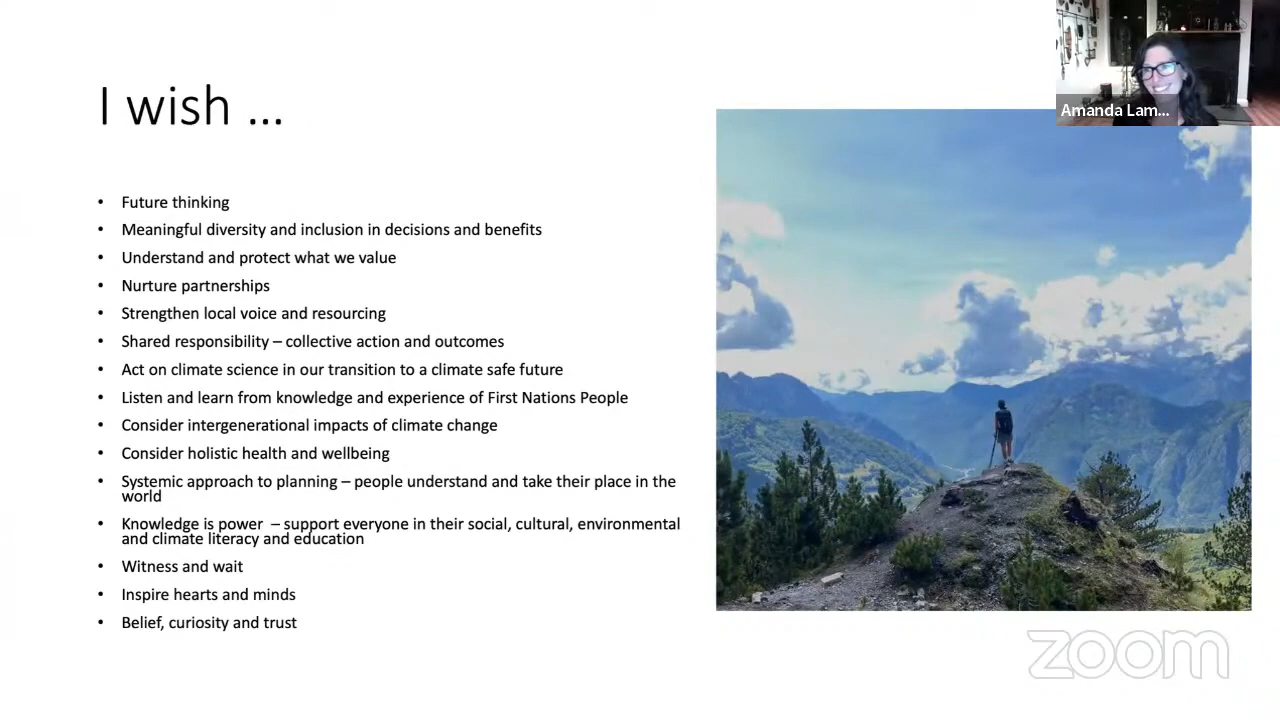 Amanda Lam...
I wish ...
• Future thinking
• Meaningful diversity and inclusion in decisions and benefits
• Understand and protect what we value
• Nurture partnerships
• Strengthen local voice and resourcing
• Shared responsibility – collective action and outcomes
• Act on climate science in our transition to a climate safe future
• Listen and learn from knowledge and experience of First Nations People
• Consider intergenerational impacts of climate change
• Consider holistic health and wellbeing
• Systemic approach to planning – people understand and take their place in the
world
• Knowledge is power – support everyone in their social, cultural, environmental
and climate literacy and education
• Witness and wait
• Inspire hearts and minds
• Belief, curiosity and trust
zoom